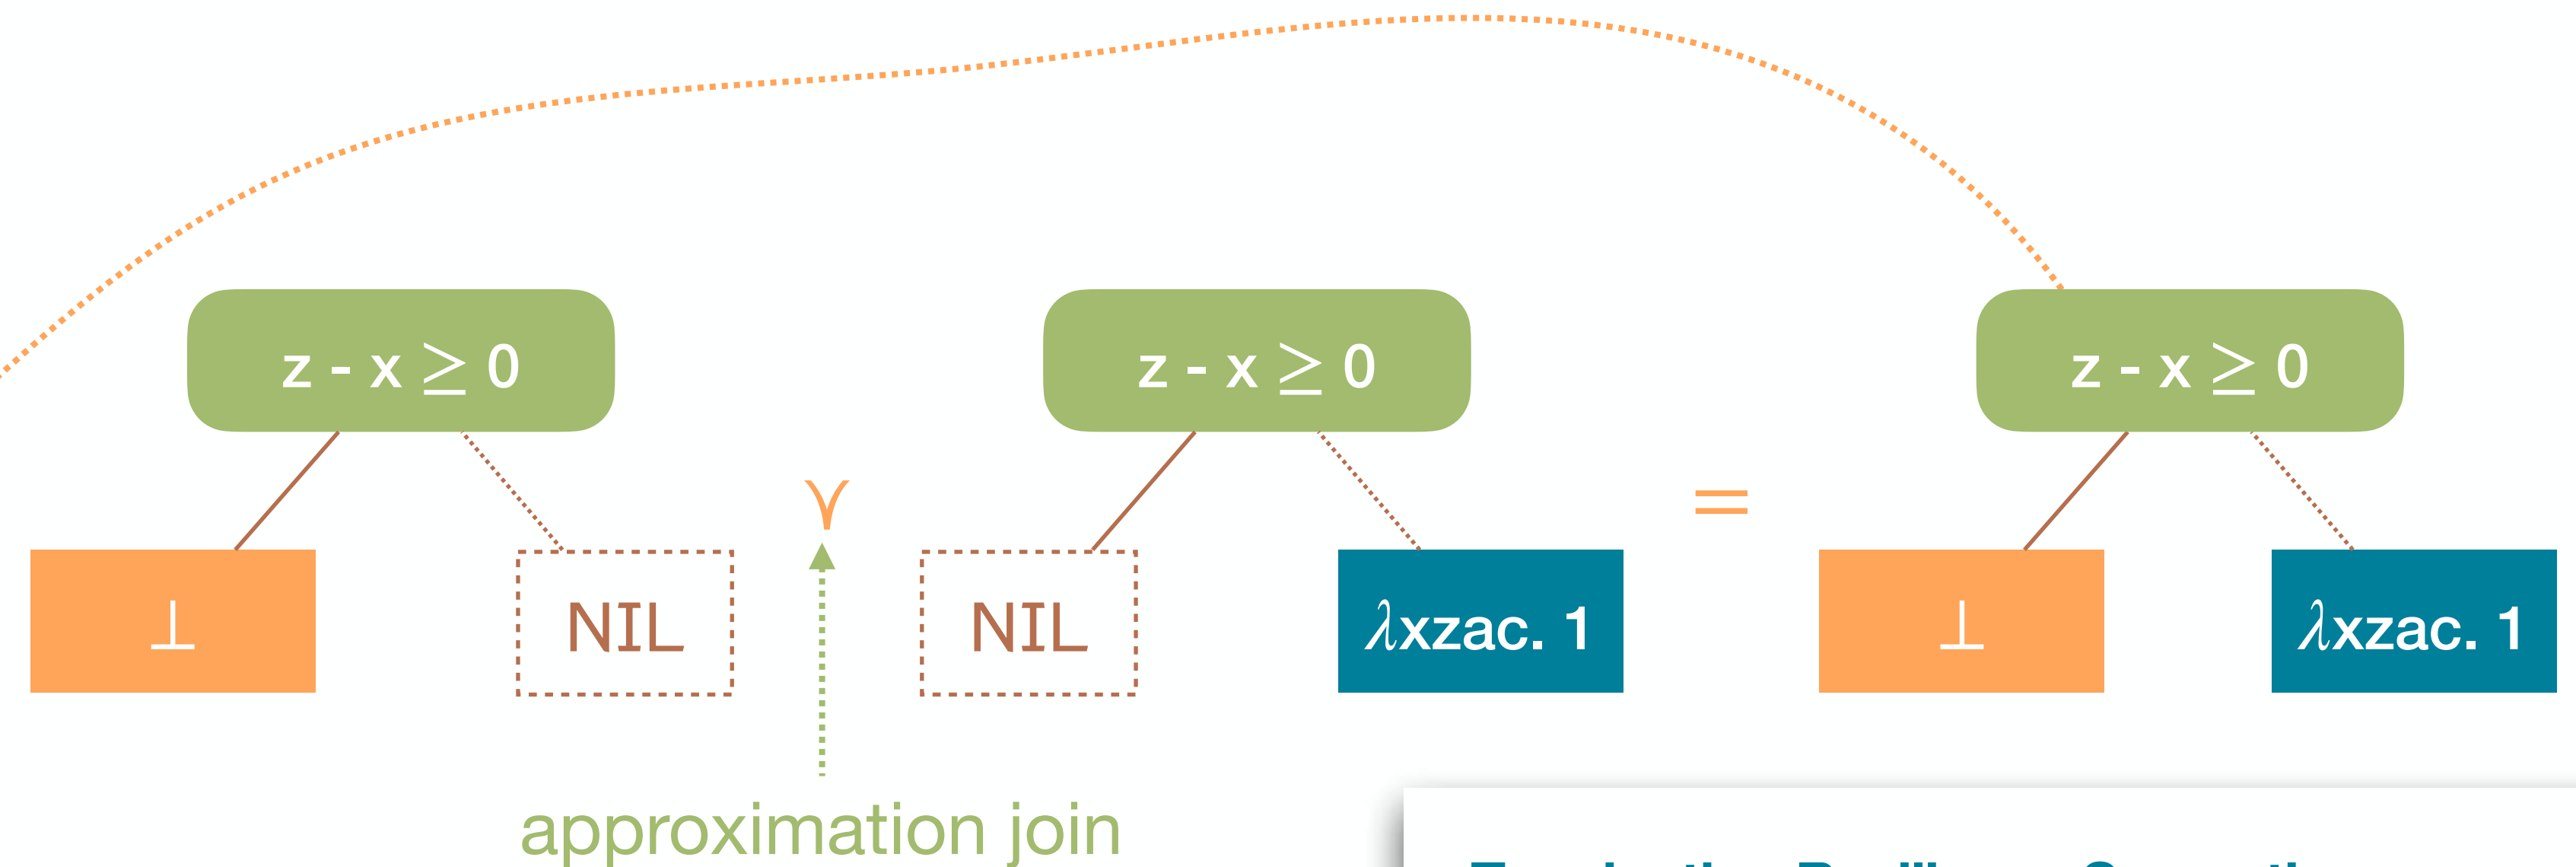 z - x ≥ 0
z - x ≥ 0
z - x ≥ 0
⋎
=
⊥
NIL
NIL
λxzac. 1
⊥
λxzac. 1
approximation join